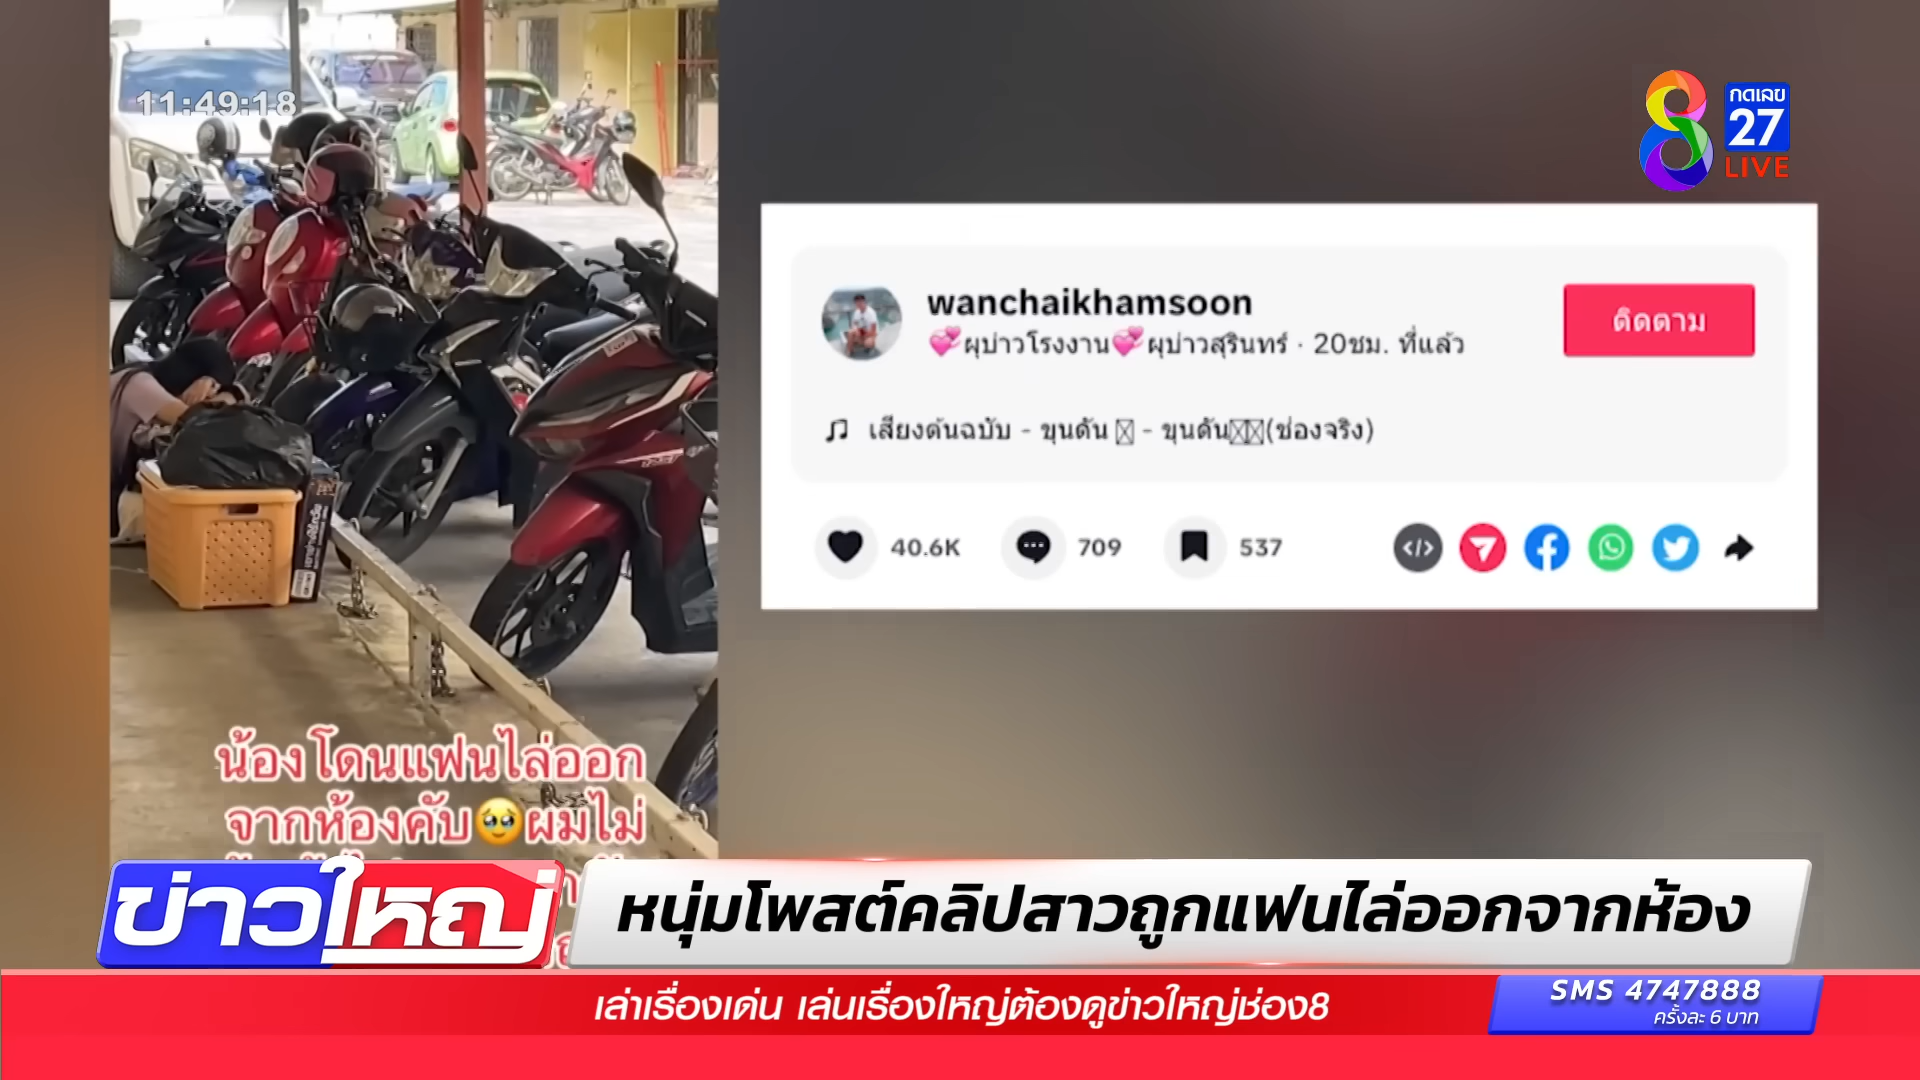 11:49:18
กดเลข
27
LIVE
wanchaikhamsoon
💞ผุบ่าวโรงงาน💞ผุบ่าวสุรินทร์ · 20ชม. ที่แล้ว
ติดตาม
เสียงต้นฉบับ - ขุนดัน - ขุนดัน(ช่องจริง)
40.6K
709
537
น้องโดนแฟนไล่ออก
จากห้องคับ🥹ผมไม่
ข่าวใหญ่
หนุ่มโพสต์คลิปสาวถูกแฟนไล่ออกจากห้อง
เล่าเรื่องเด่น เล่นเรื่องใหญ่ต้องดูข่าวใหญ่ช่อง8
SMS 4747888
ครั้งละ 6 บาท